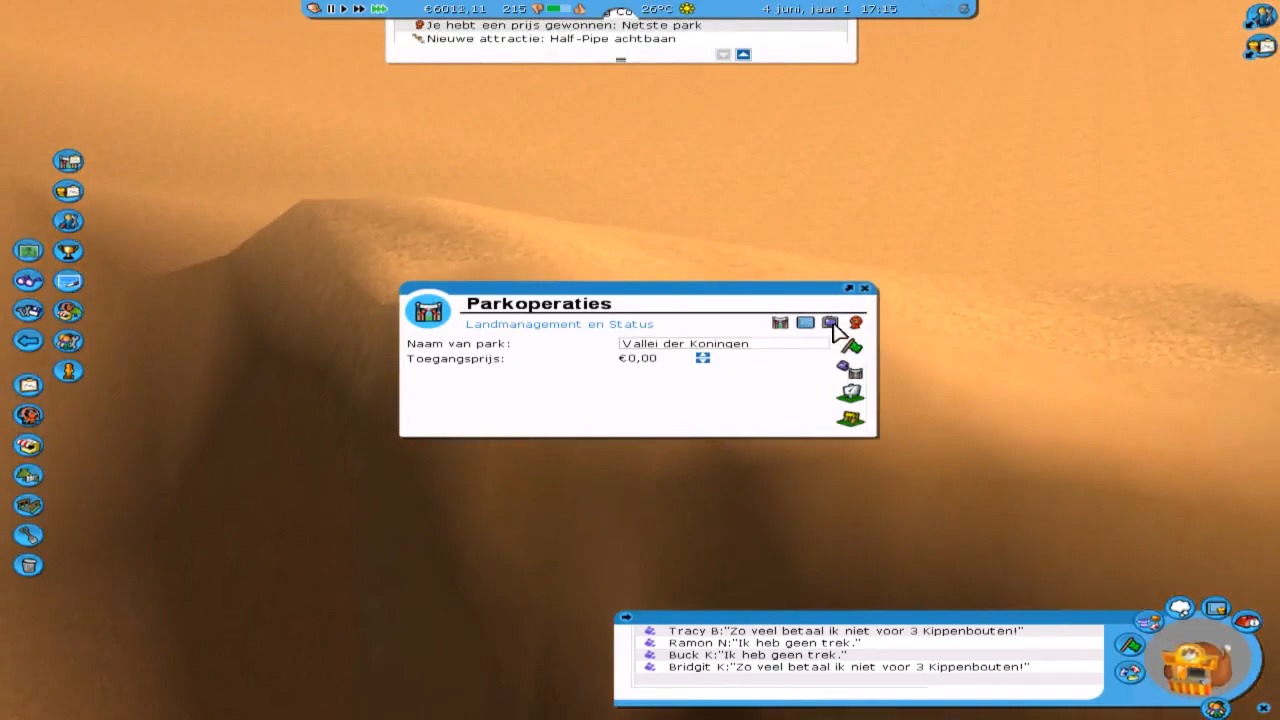 €6012,11 215 26°C 4 juni, jaar 1 17:15
Je hebt een prijs gewonnen: Netste park
Nieuwe attractie: Half-Pipe achtbaan
Parkoperaties
Landmanagement en Status
Naam van park: Vallei der Koningen
Toegangsprijs: €0,00
Tracy B:"Zo veel betaal ik niet voor 3 Kippenbouten!"
Ramon N:"Ik heb geen trek."
Buck K:"Ik heb geen trek."
Bridgit K:"Zo veel betaal ik niet voor 3 Kippenbouten!"